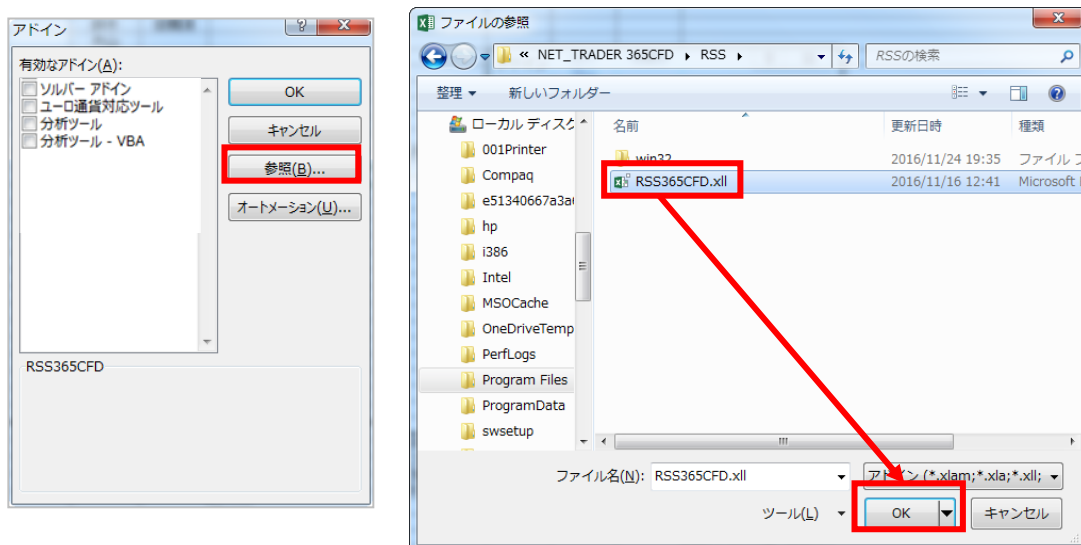 アドイン
有効なアドイン(A):
ソルバー アドイン
ユーロ通貨対応ツール
分析ツール
分析ツール - VBA
OK
キャンセル
参照(B)...
オートメーション(U)...
RSS365CFD
ファイルの参照
« NET_TRADER 365CFD ▸ RSS ▸
RSSの検索
整理 ▼ 新しいフォルダー
ローカル ディスク
001Printer
Compaq
e51340667a3a
hp
i386
Intel
MSOCache
OneDriveTemp
PerfLogs
Program Files
ProgramData
swsetup
名前 更新日時 種類
win32 2016/11/24 19:35 ファイル フ
RSS365CFD.xll 2016/11/16 12:41 Microsoft
ファイル名(N): RSS365CFD.xll
アドイン (*.xlam;*.xla;*.xll;
ツール(L) OK キャンセル